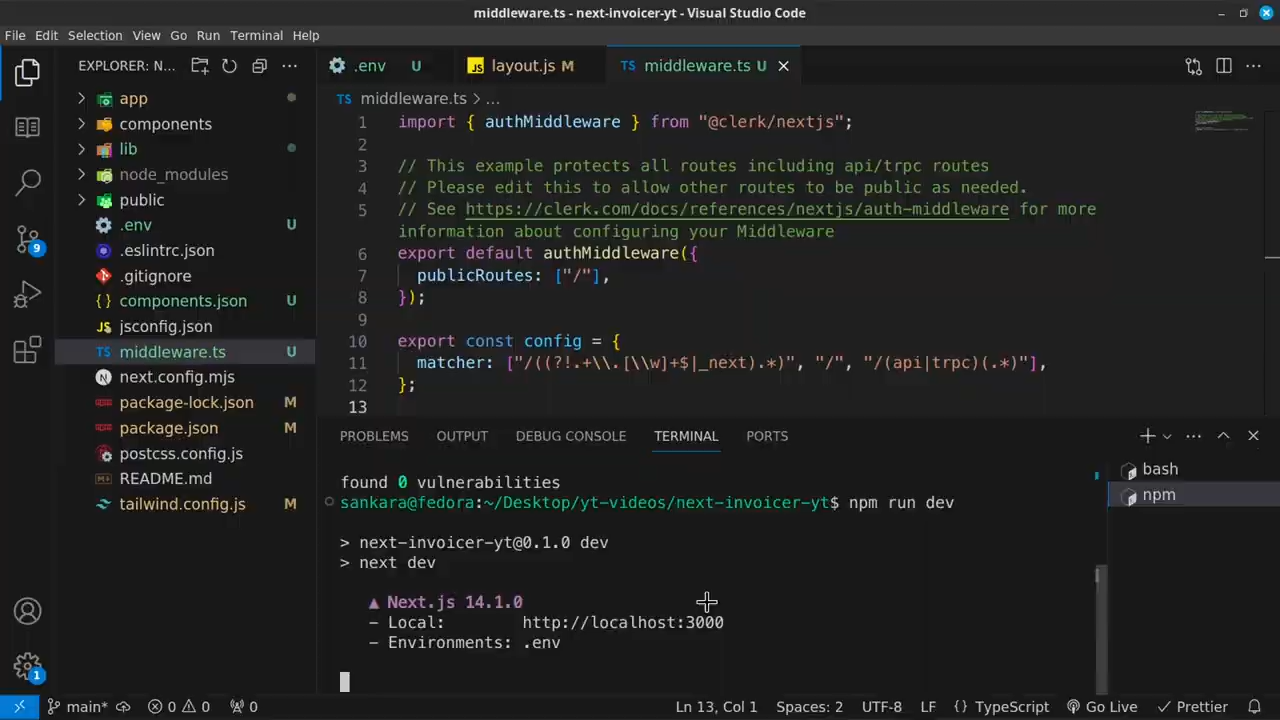 middleware.ts - next-invoicer-yt - Visual Studio Code
File Edit Selection View Go Run Terminal Help
EXPLORER: N...
.env U
JS layout.js M
TS middleware.ts U
TS middleware.ts > ...
app
components
lib
node_modules
public
.env U
.eslintrc.json
.gitignore
{ } components.json U
JS jsconfig.json
TS middleware.ts U
N next.config.mjs
npm package-lock.json M
npm package.json M
postcss.config.js
README.md
tailwind.config.js M
9
1
1 import { authMiddleware } from "@clerk/nextjs";
2
3 // This example protects all routes including api/trpc routes
4 // Please edit this to allow other routes to be public as needed.
5 // See https://clerk.com/docs/references/nextjs/auth-middleware for more
information about configuring your Middleware
6 export default authMiddleware({
7 publicRoutes: ["/"],
8 });
9
10 export const config = {
11 matcher: ["/((?!.+\\.[\\w]+$|_next).*)", "/", "/(api|trpc)(.*)"],
12 };
13
PROBLEMS OUTPUT DEBUG CONSOLE TERMINAL PORTS
found 0 vulnerabilities
sankara@fedora:~/Desktop/yt-videos/next-invoicer-yt$ npm run dev
> next-invoicer-yt@0.1.0 dev
> next dev
▲ Next.js 14.1.0
- Local: http://localhost:3000
- Environments: .env
bash
npm
main* 0 0 0 Ln 13, Col 1 Spaces: 2 UTF-8 LF { } TypeScript Go Live Prettier